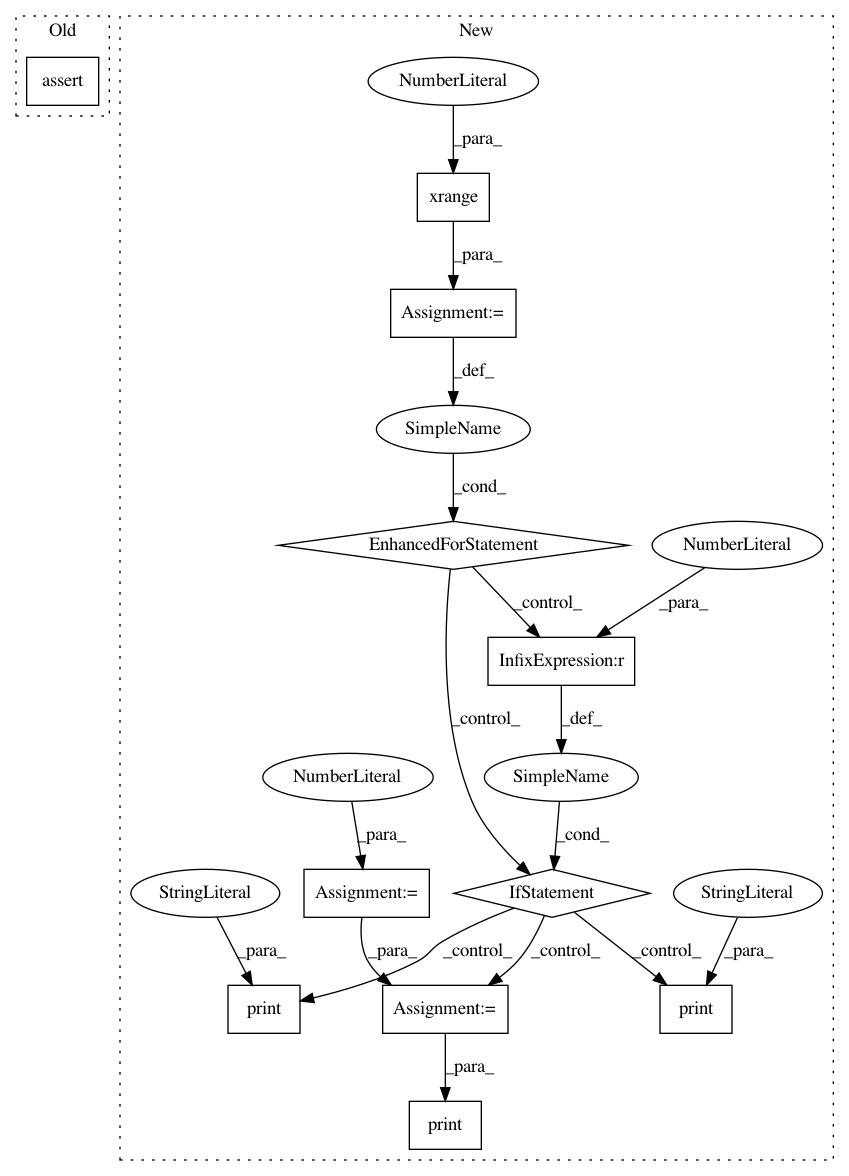 Old
New
assert
NumberLiteral
_para_
xrange
_para_
Assignment:=
_def_
SimpleName
_cond_
EnhancedForStatement
NumberLiteral
_control_
_para_
InfixExpression:r
_control_
_def_
NumberLiteral
SimpleName
_para_
_cond_
StringLiteral
Assignment:=
IfStatement
StringLiteral
_para_
_para_
_control_
_control_
_control_
_para_
print
Assignment:=
print
_para_
print